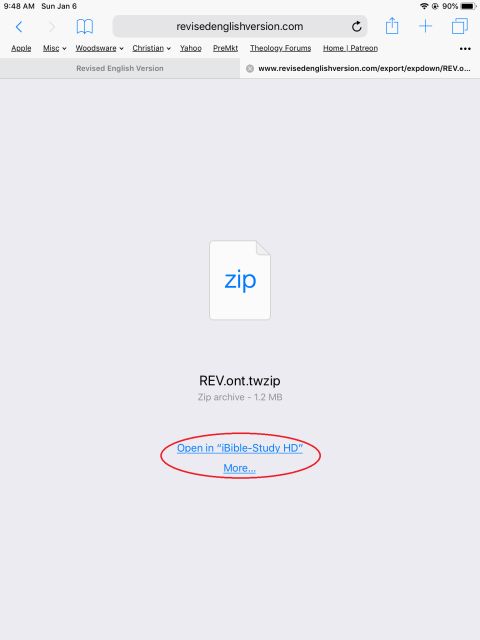 9:48 AM Sun Jan 6 90%
revisedenglishversion.com
Apple Misc Woodsware Christian Yahoo PreMkt Theology Forums Home | Patreon •••
Revised English Version www.revisedenglishversion.com/export/expdown/REV.o...
zip
REV.ont.twzip
Zip archive - 1.2 MB
Open in “iBible-Study HD”
More...